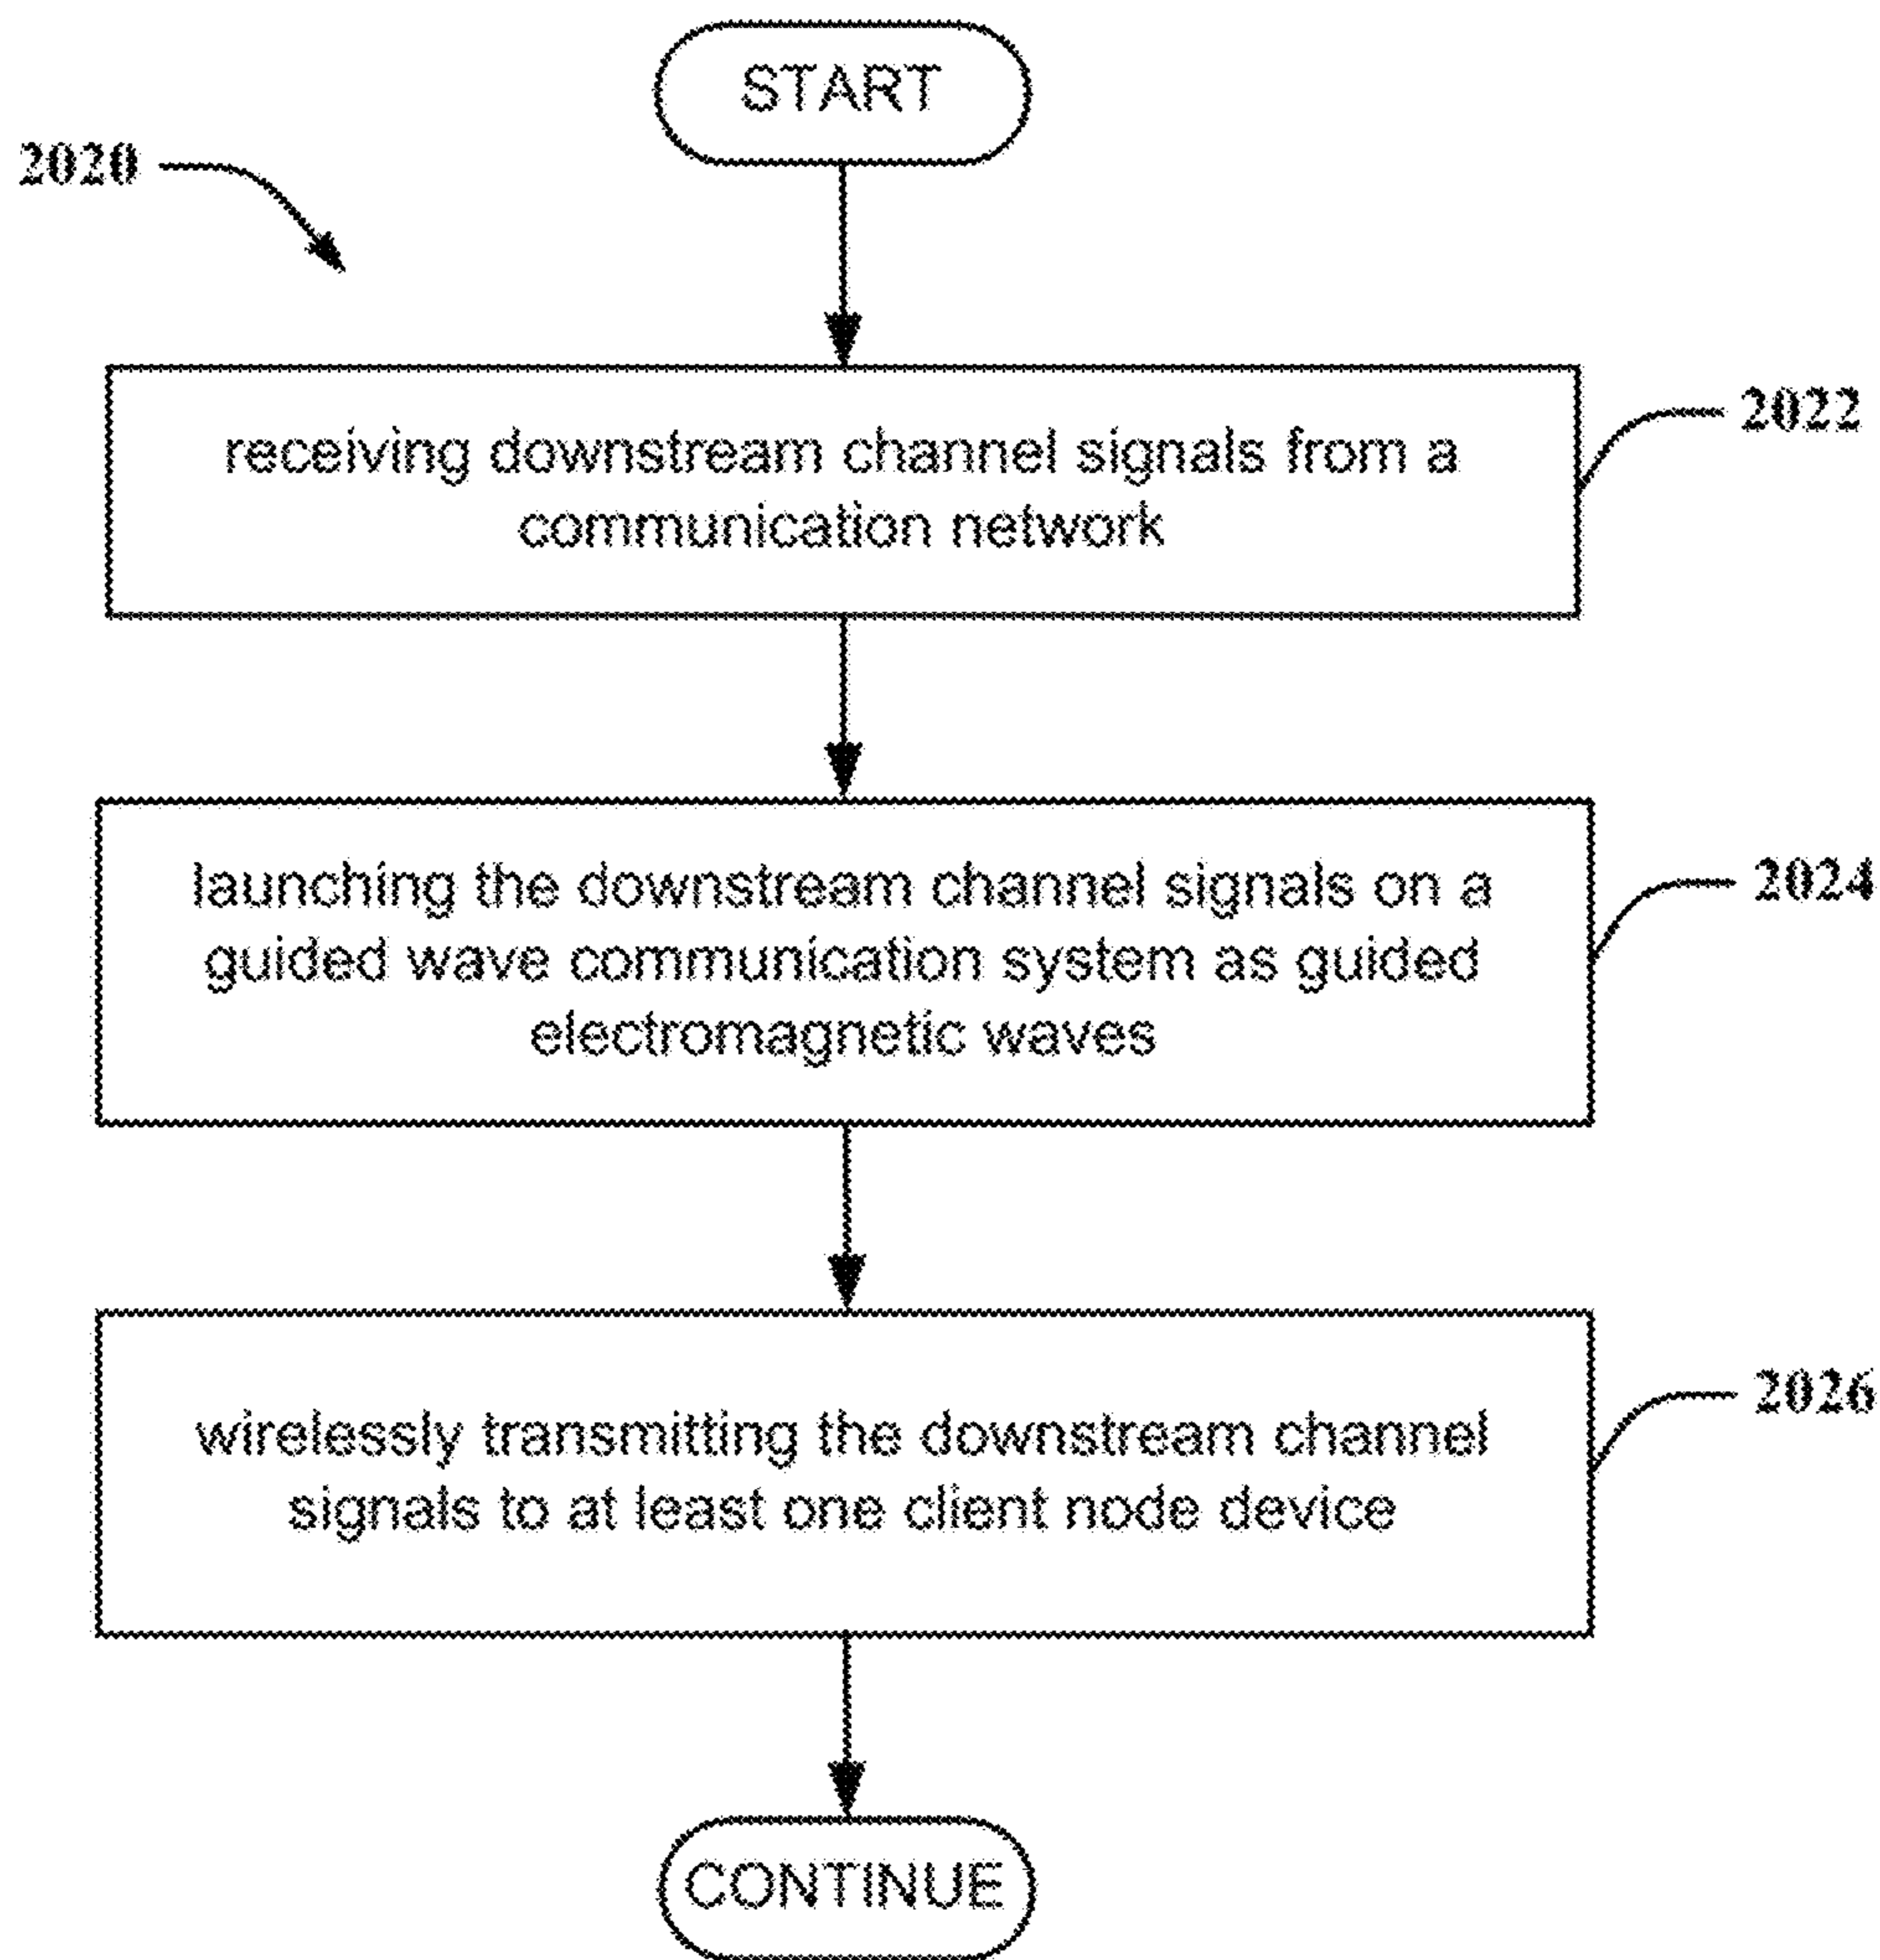 START
2020
receiving downstream channel signals from a
communication network
2022
launching the downstream channel signals on a
guided wave communication system as guided
electromagnetic waves
2024
wirelessly transmitting the downstream channel
signals to at least one client node device
2026
CONTINUE